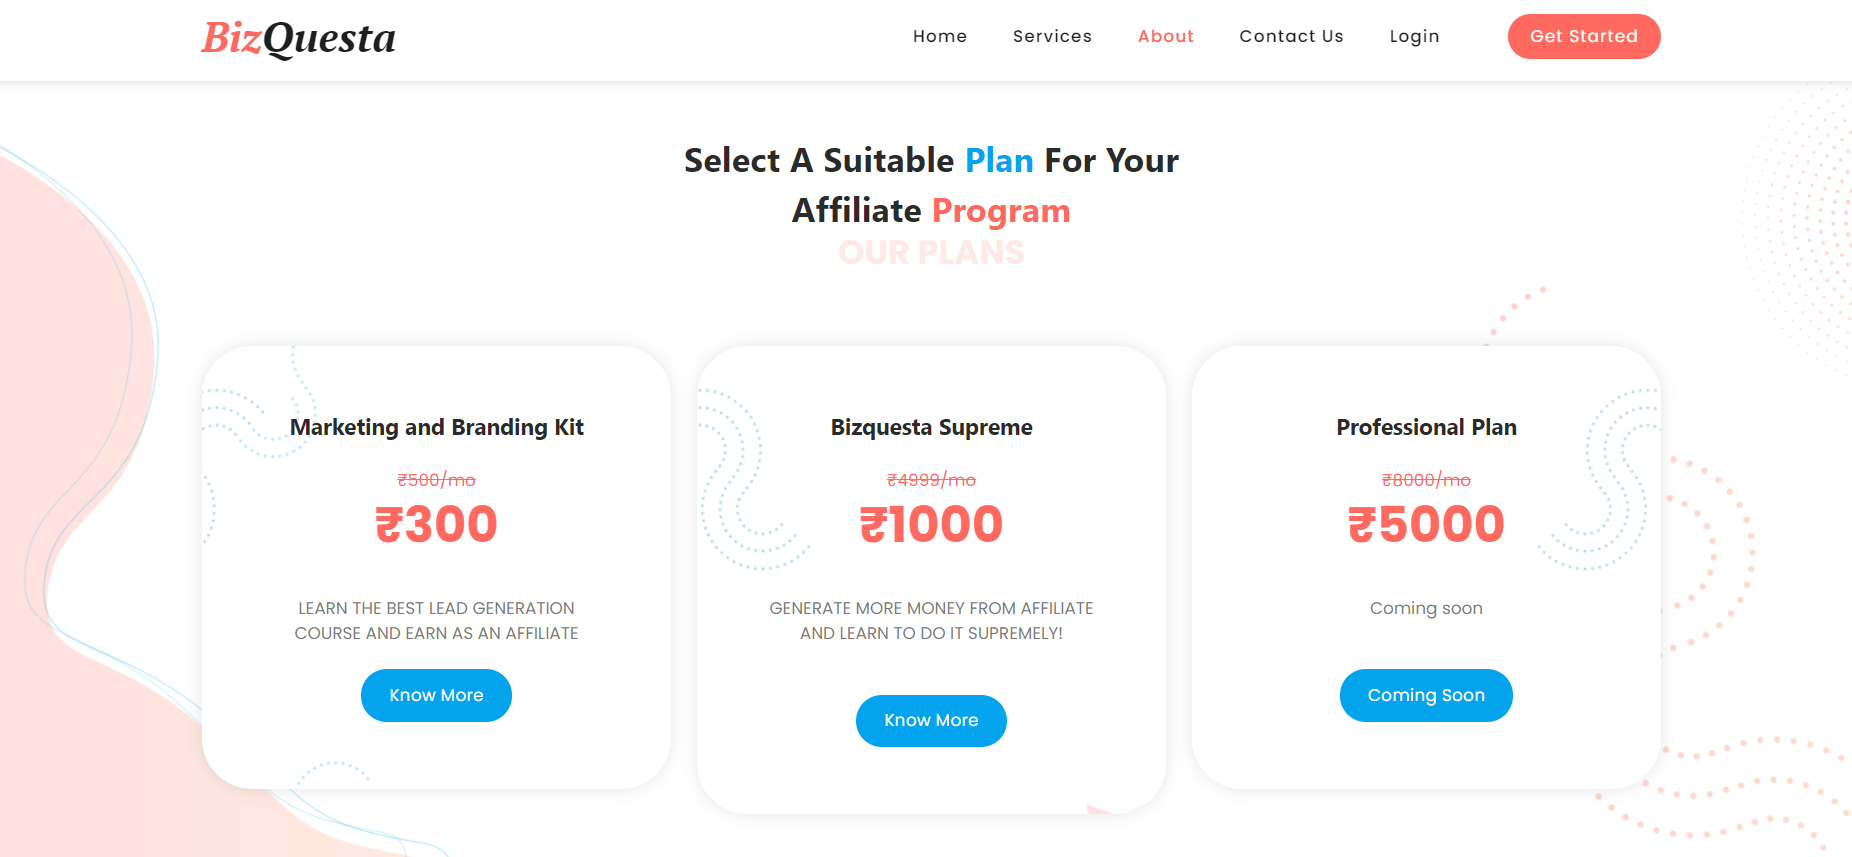 BizQuesta
Home Services About Contact Us Login Get Started
Select A Suitable Plan For Your
Affiliate Program
OUR PLANS
Marketing and Branding Kit
₹500/mo
₹300
LEARN THE BEST LEAD GENERATION
COURSE AND EARN AS AN AFFILIATE
Know More
Bizquesta Supreme
₹4999/mo
₹1000
GENERATE MORE MONEY FROM AFFILIATE
AND LEARN TO DO IT SUPREMELY!
Know More
Professional Plan
₹8000/mo
₹5000
Coming soon
Coming Soon